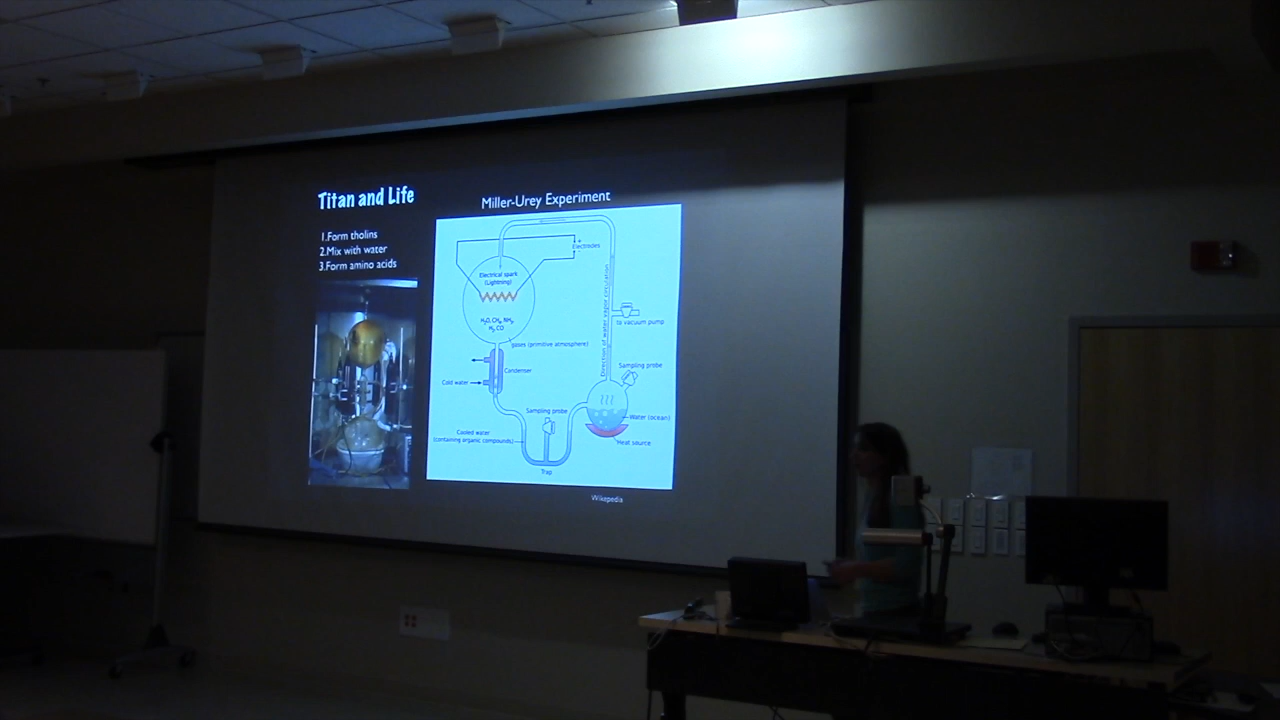 Titan and Life
1.Form tholins
2.Mix with water
3.Form amino acids
Miller-Urey Experiment
+
Electrodes
-
Electrical spark
(Lightning)
H₂O, CH₄, NH₃,
H₂, CO
gases (primitive atmosphere)
Direction of water vapor circulation
to vacuum pump
Condenser
Cold water
Sampling probe
Sampling probe
Water (ocean)
Heat source
Cooled water
(containing organic compounds)
Trap
Wikepedia